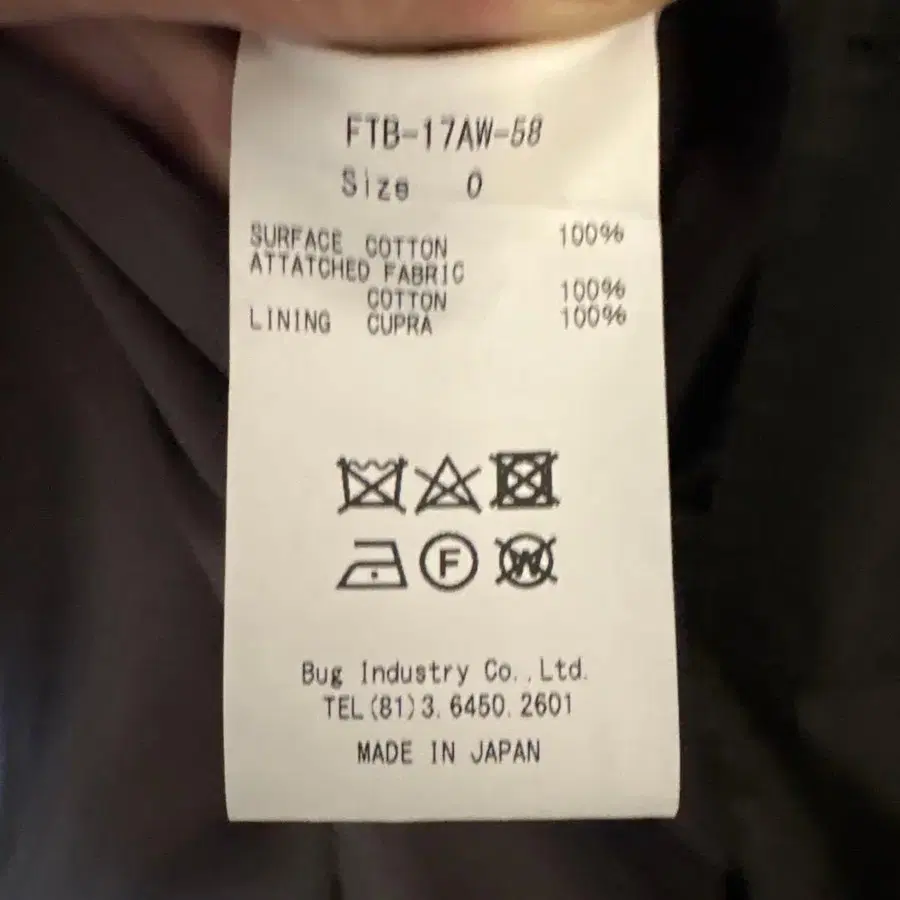 FTB-17AW-58
Size 0
SURFACE COTTON 100%
ATTATCHED FABRIC
COTTON 100%
LINING CUPRA 100%
F W
Bug Industry Co.,Ltd.
TEL(81)3.6450.2601
MADE IN JAPAN